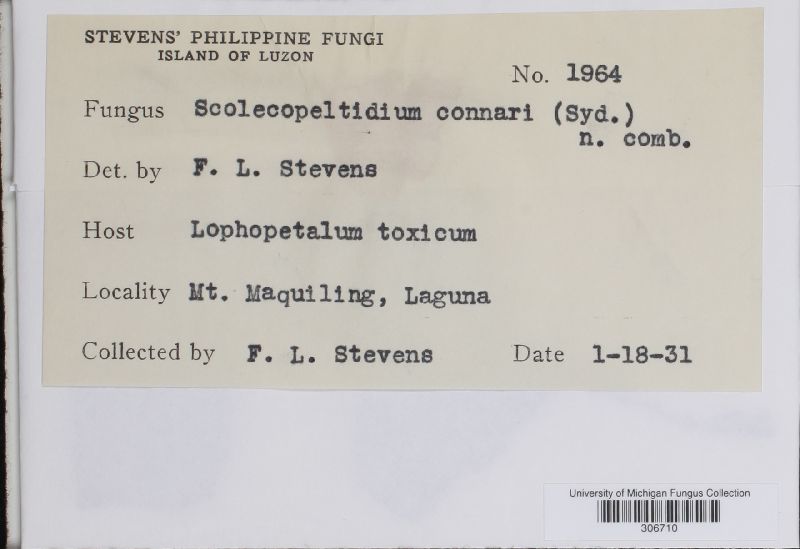 STEVENS' PHILIPPINE FUNGI
ISLAND OF LUZON
No. 1964
Fungus Scolecopeltidium connari (Syd.)
n. comb.
Det. by F. L. Stevens
Host Lophopetalum toxicum
Locality Mt. Maquiling, Laguna
Collected by F. L. Stevens Date 1-18-31
University of Michigan Fungus Collection
306710